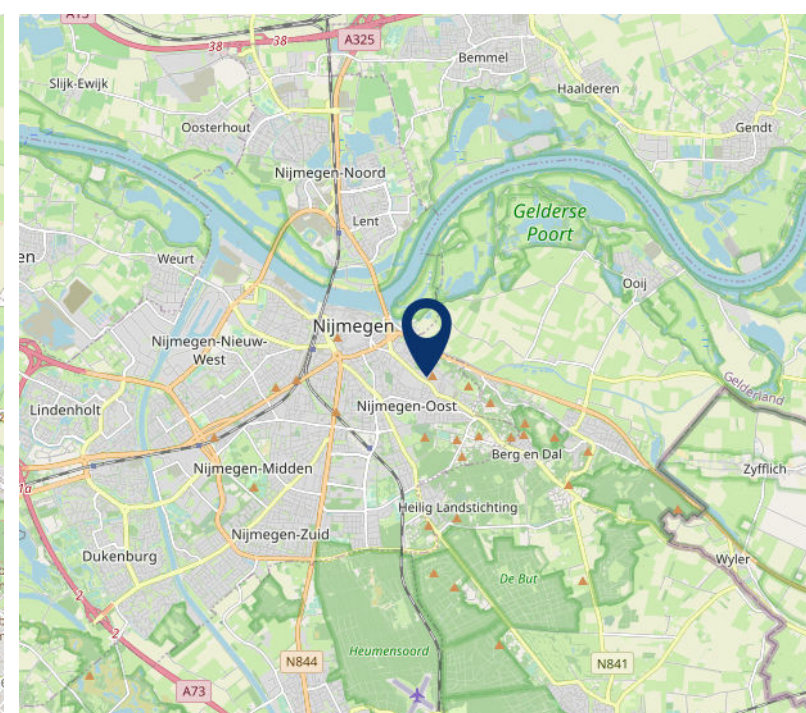 A15
38
38
A325
Bemmel
Slijk-Ewijk
Haalderen
Oosterhout
Gendt
Nijmegen-Noord
Gelderse
Poort
Lent
Weurt
en
Ooij
Nijmegen
Nijmegen-Nieuw-
West
Gelderland
Lindenholt
Nijmegen-Oost
Berg en Dal
Zyfflich
Nijmegen-Midden
1a
Heilig Landstichting
Nijmegen-Zuid
Dukenburg
Wyler
De But
2
2
Heumensoord
N844
N841
A73